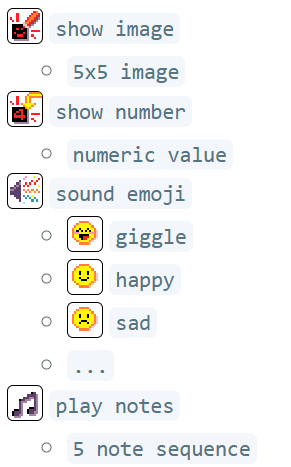 show image
5x5 image
show number
numeric value
sound emoji
giggle
happy
sad
...
play notes
5 note sequence